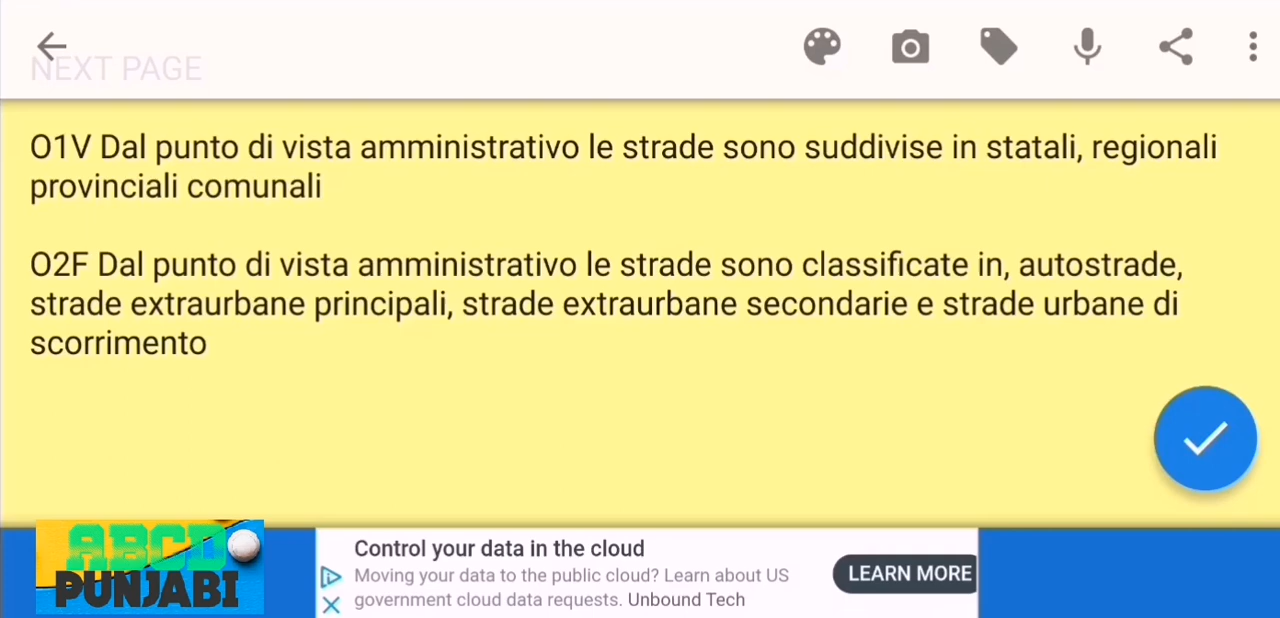 NEXT PAGE
O1V Dal punto di vista amministrativo le strade sono suddivise in statali, regionali
provinciali comunali
O2F Dal punto di vista amministrativo le strade sono classificate in, autostrade,
strade extraurbane principali, strade extraurbane secondarie e strade urbane di
scorrimento
ABCD
PUNJABI
Control your data in the cloud
Moving your data to the public cloud? Learn about US
government cloud data requests. Unbound Tech
LEARN MORE